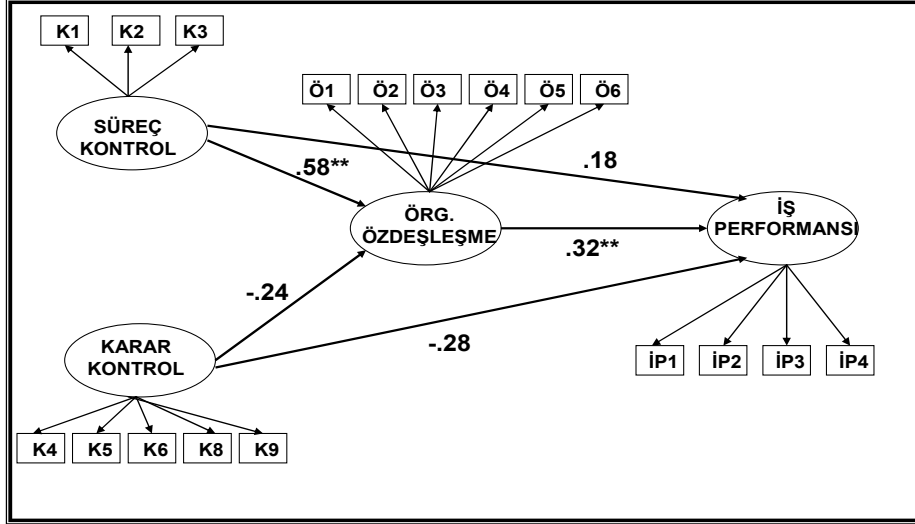 K1 K2 K3
Ö1 Ö2 Ö3 Ö4 Ö5 Ö6
SÜREÇ
KONTROL
.18
.58**
ÖRG.
ÖZDEŞLEŞME
İŞ
PERFORMANSI
.32**
-.24
-.28
KARAR
KONTROL
İP1 İP2 İP3 İP4
K4 K5 K6 K8 K9